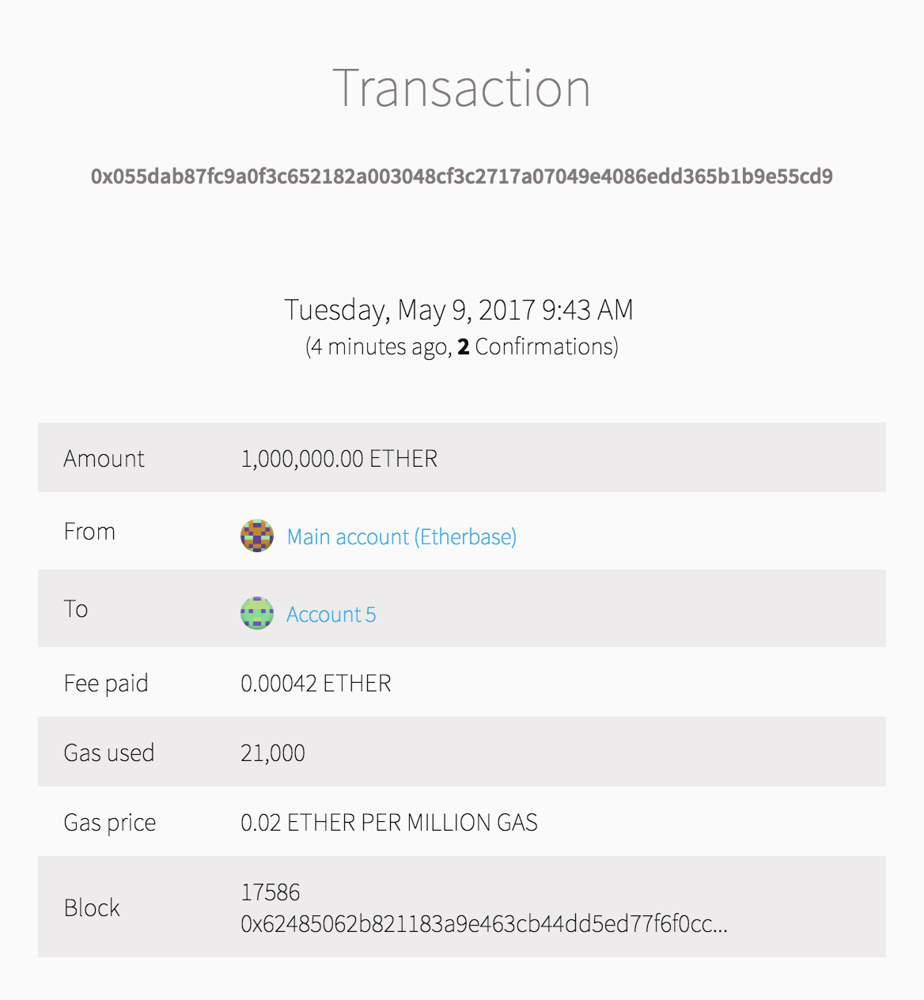 Transaction
0x055dab87fc9a0f3c652182a003048cf3c2717a07049e4086edd365b1b9e55cd9
Tuesday, May 9, 2017 9:43 AM
(4 minutes ago, 2 Confirmations)
Amount 1,000,000.00 ETHER
From Main account (Etherbase)
To Account 5
Fee paid 0.00042 ETHER
Gas used 21,000
Gas price 0.02 ETHER PER MILLION GAS
Block 17586
0x62485062b821183a9e463cb44dd5ed77f6f0cc...